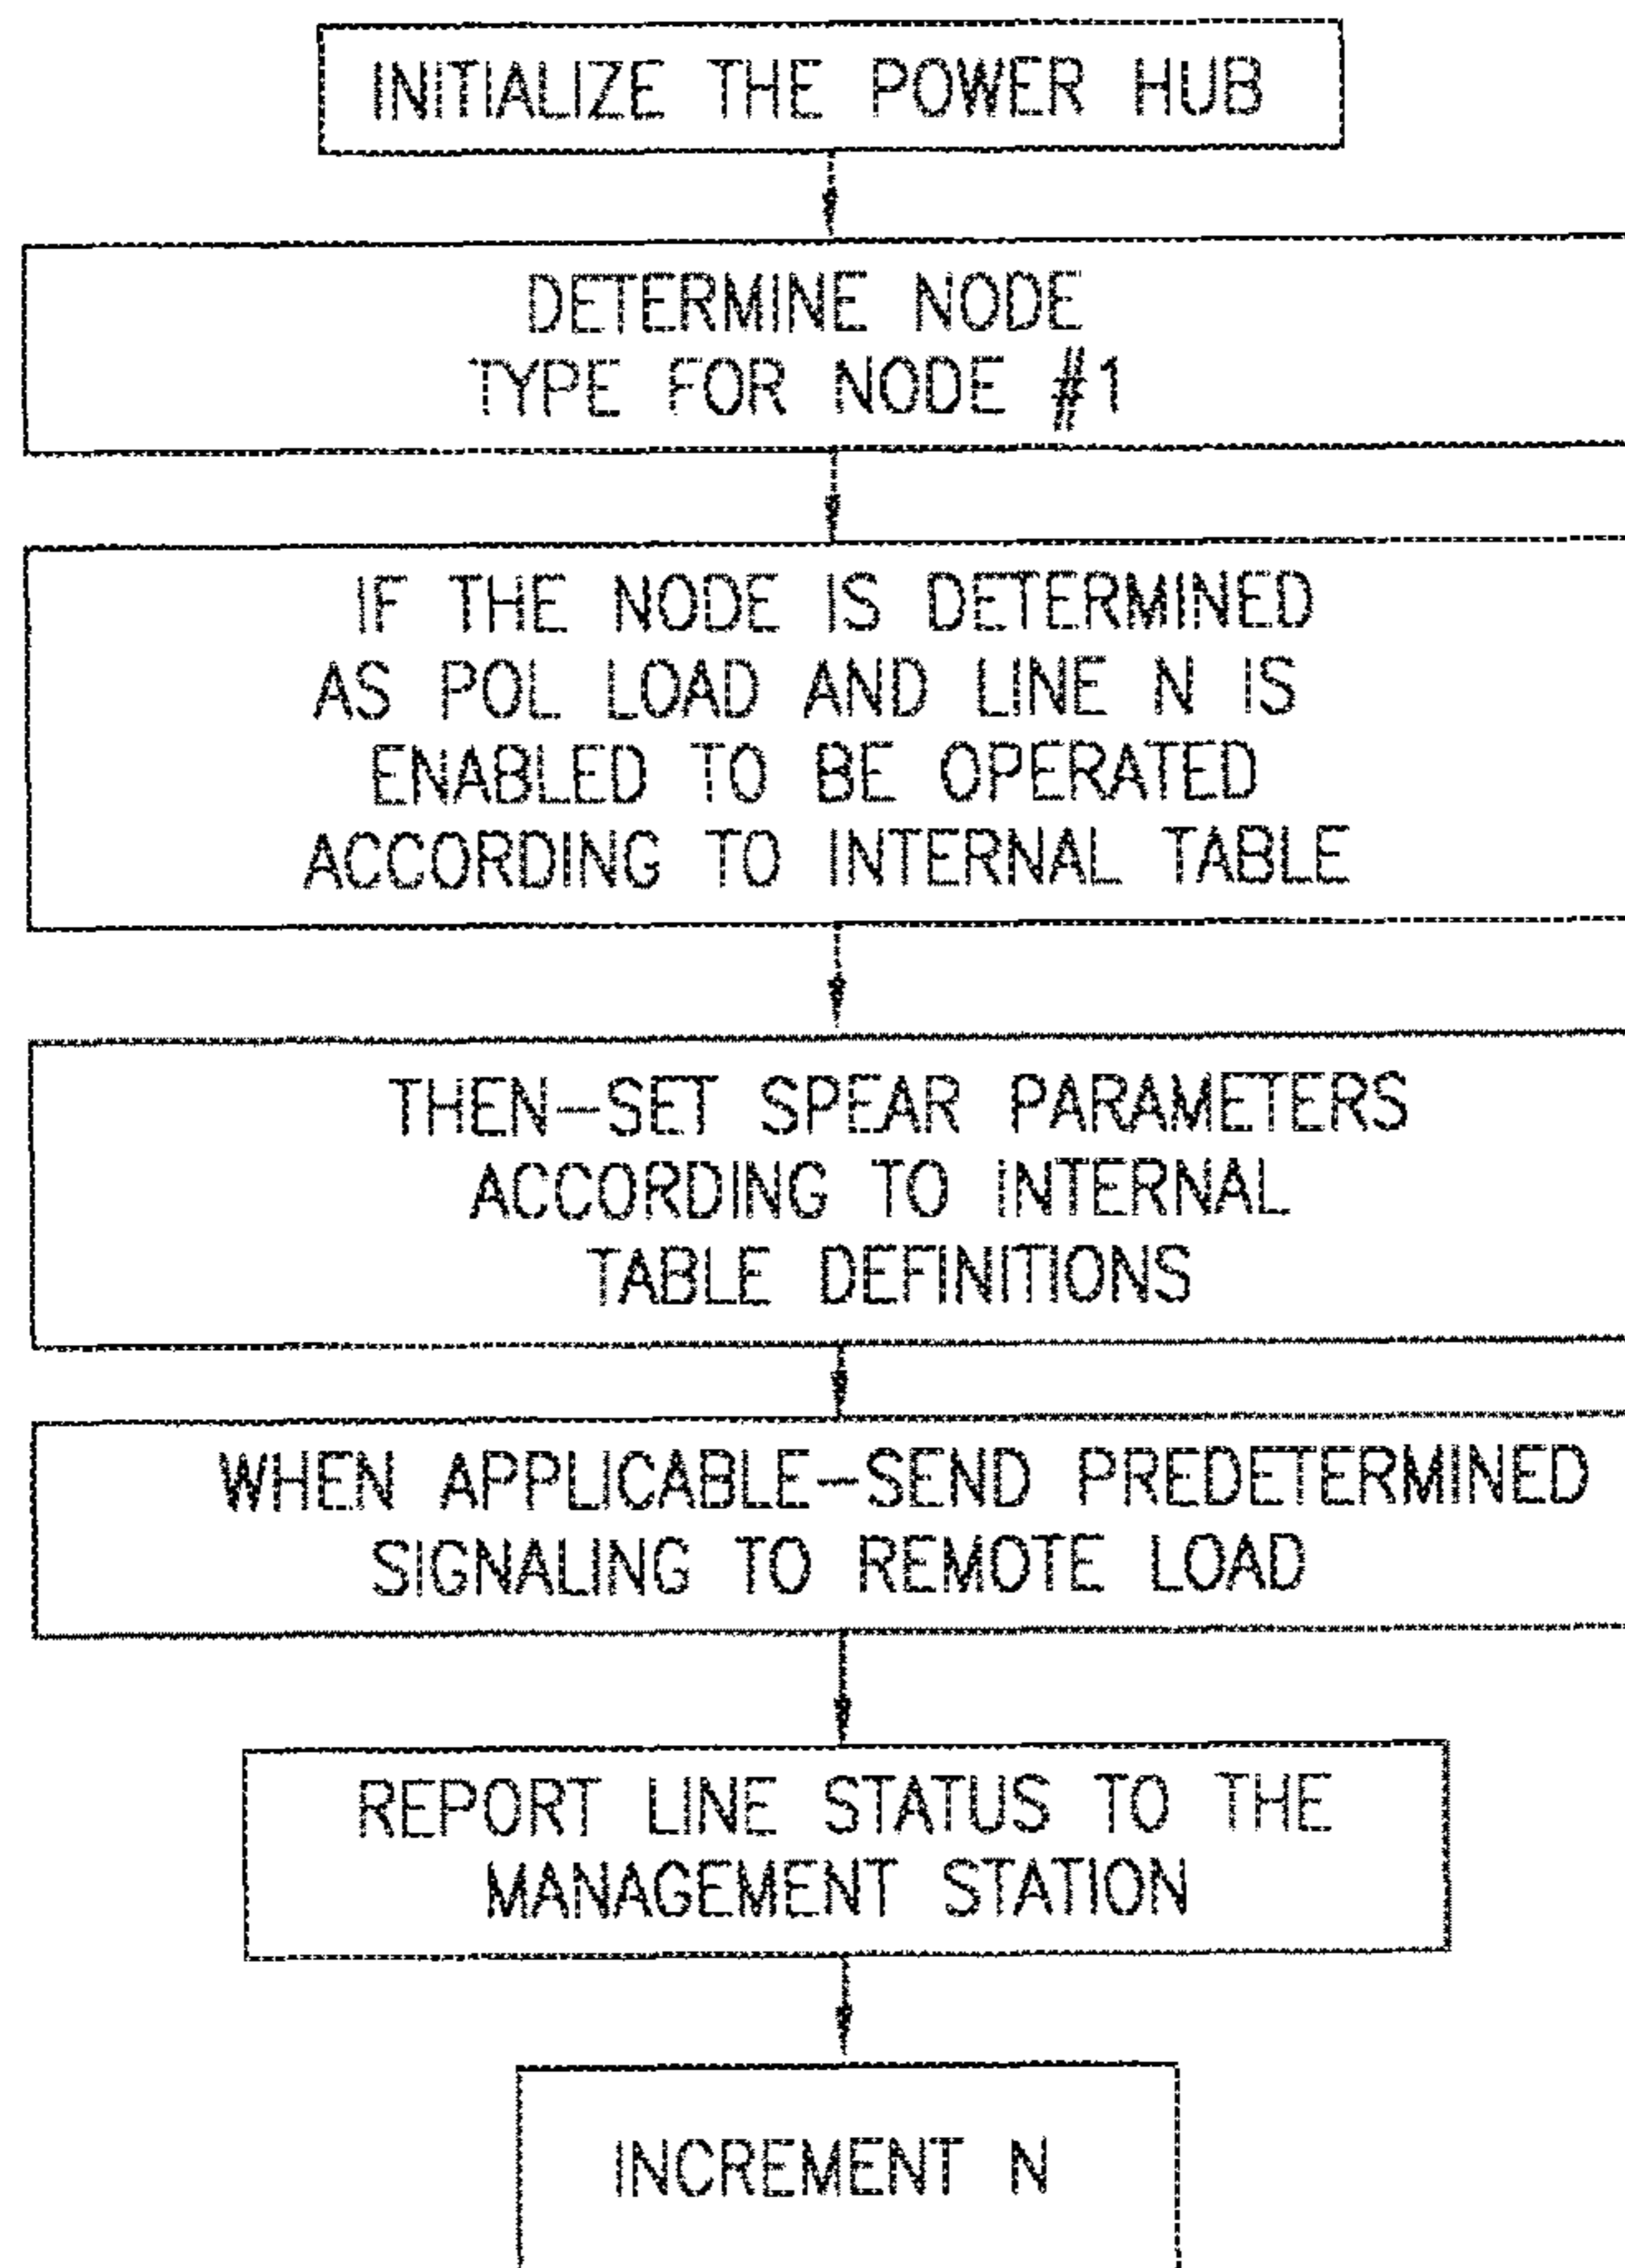 INITIALIZE THE POWER HUB
DETERMINE NODE
TYPE FOR NODE #1
IF THE NODE IS DETERMINED
AS POL LOAD AND LINE N IS
ENABLED TO BE OPERATED
ACCORDING TO INTERNAL TABLE
THEN-SET SPEAR PARAMETERS
ACCORDING TO INTERNAL
TABLE DEFINITIONS
WHEN APPLICABLE-SEND PREDETERMINED
SIGNALING TO REMOTE LOAD
REPORT LINE STATUS TO THE
MANAGEMENT STATION
INCREMENT N